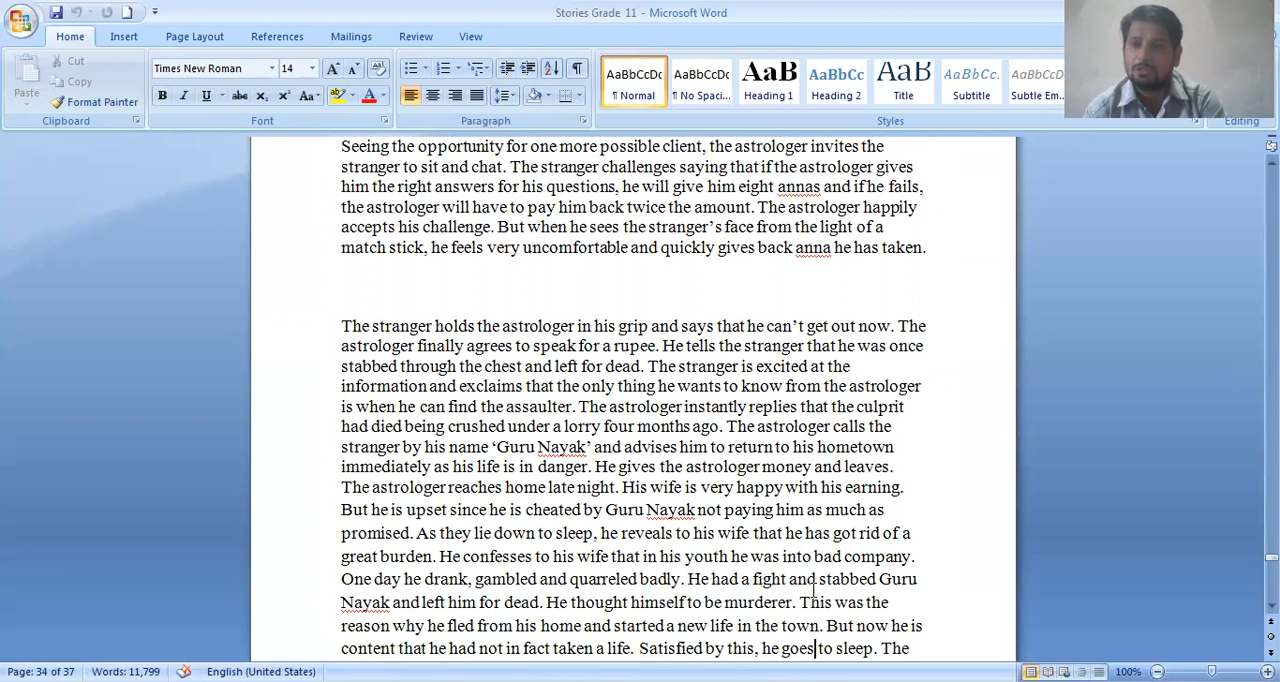 Stories Grade 11 - Microsoft Word
Home Insert Page Layout References Mailings Review View
Cut
Copy
Paste
Format Painter
Times New Roman 14
AaBbCcDc AaBbCcDc AaB AaBbCc AaB AaBbCc. AaBbCcDc
¶ Normal ¶ No Spaci... Heading 1 Heading 2 Title Subtitle Subtle Em...
Clipboard Font Paragraph Styles Editing
Seeing the opportunity for one more possible client, the astrologer invites the
stranger to sit and chat. The stranger challenges saying that if the astrologer gives
him the right answers for his questions, he will give him eight annas and if he fails,
the astrologer will have to pay him back twice the amount. The astrologer happily
accepts his challenge. But when he sees the stranger's face from the light of a
match stick, he feels very uncomfortable and quickly gives back anna he has taken.
The stranger holds the astrologer in his grip and says that he can't get out now. The
astrologer finally agrees to speak for a rupee. He tells the stranger that he was once
stabbed through the chest and left for dead. The stranger is excited at the
information and exclaims that the only thing he wants to know from the astrologer
is when he can find the assaulter. The astrologer instantly replies that the culprit
had died being crushed under a lorry four months ago. The astrologer calls the
stranger by his name ‘Guru Nayak’ and advises him to return to his hometown
immediately as his life is in danger. He gives the astrologer money and leaves.
The astrologer reaches home late night. His wife is very happy with his earning.
But he is upset since he is cheated by Guru Nayak not paying him as much as
promised. As they lie down to sleep, he reveals to his wife that he has got rid of a
great burden. He confesses to his wife that in his youth he was into bad company.
One day he drank, gambled and quarreled badly. He had a fight and stabbed Guru
Nayak and left him for dead. He thought himself to be murderer. This was the
reason why he fled from his home and started a new life in the town. But now he is
content that he had not in fact taken a life. Satisfied by this, he goes to sleep. The
Page: 34 of 37 Words: 11,799 English (United States) 100%